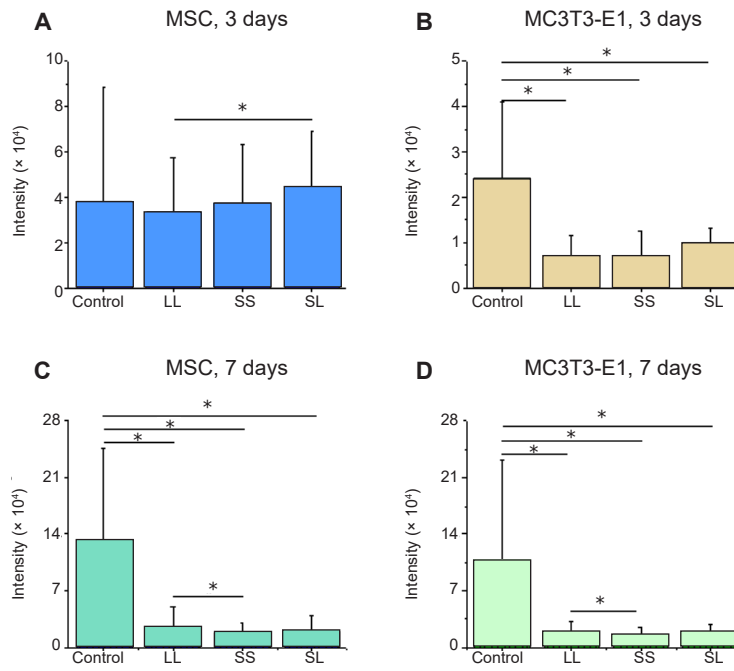 A MSC, 3 days
Intensity (× 10⁴)
10
8
6
4
2
0
*
Control LL SS SL
B MC3T3-E1, 3 days
Intensity (× 10⁴)
5
4
3
2
1
0
*
*
*
Control LL SS SL
C MSC, 7 days
Intensity (× 10⁴)
28
21
14
7
0
*
*
*
*
Control LL SS SL
D MC3T3-E1, 7 days
Intensity (× 10⁴)
28
21
14
7
0
*
*
*
*
Control LL SS SL